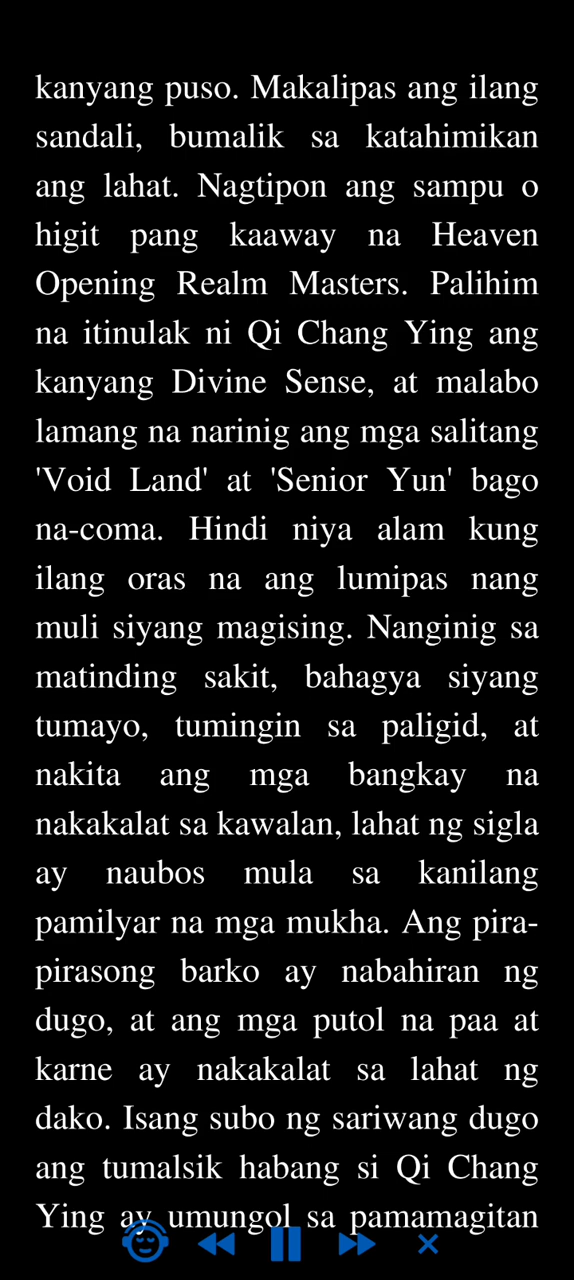 kanyang puso. Makalipas ang ilang
sandali, bumalik sa katahimikan
ang lahat. Nagtipon ang sampu o
higit pang kaaway na Heaven
Opening Realm Masters. Palihim
na itinulak ni Qi Chang Ying ang
kanyang Divine Sense, at malabo
lamang na narinig ang mga salitang
'Void Land' at 'Senior Yun' bago
na-coma. Hindi niya alam kung
ilang oras na ang lumipas nang
muli siyang magising. Nanginig sa
matinding sakit, bahagya siyang
tumayo, tumingin sa paligid, at
nakita ang mga bangkay na
nakakalat sa kawalan, lahat ng sigla
ay naubos mula sa kanilang
pamilyar na mga mukha. Ang pira-
pirasong barko ay nabahiran ng
dugo, at ang mga putol na paa at
karne ay nakakalat sa lahat ng
dako. Isang subo ng sariwang dugo
ang tumalsik habang si Qi Chang
Ying ay umungol sa pamamagitan